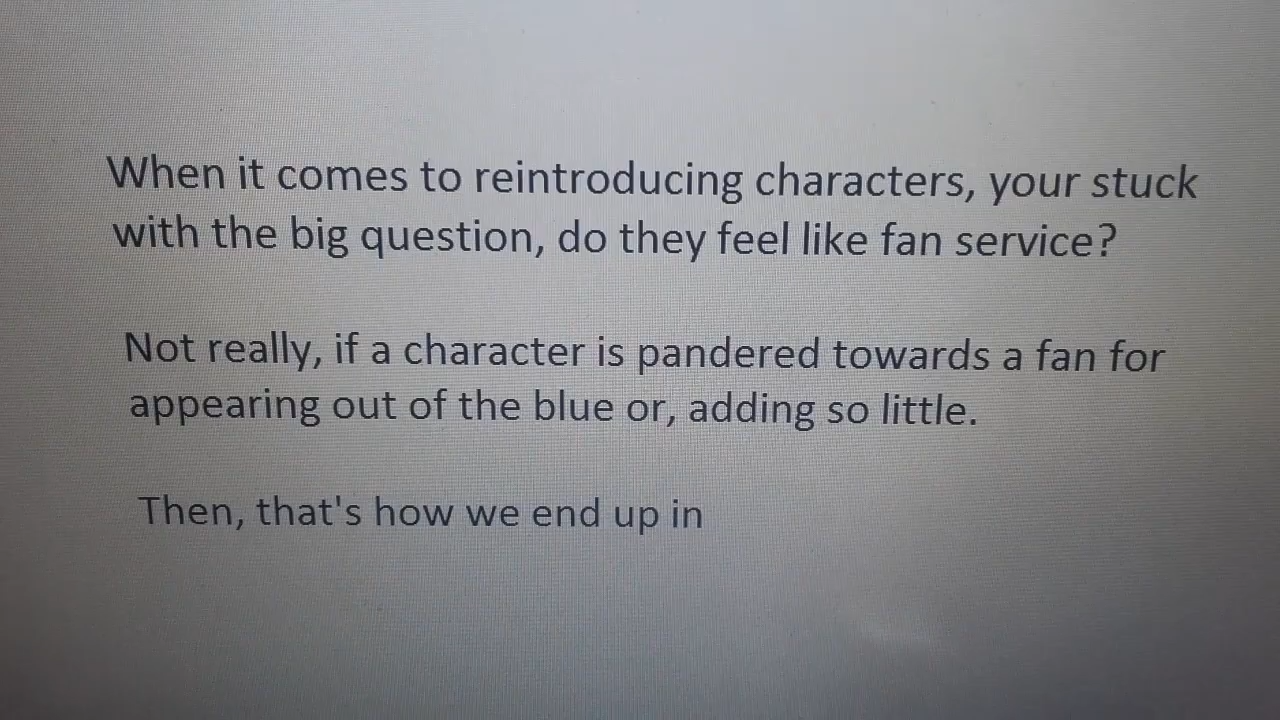 When it comes to reintroducing characters, your stuck
with the big question, do they feel like fan service?
Not really, if a character is pandered towards a fan for
appearing out of the blue or, adding so little.
Then, that's how we end up in